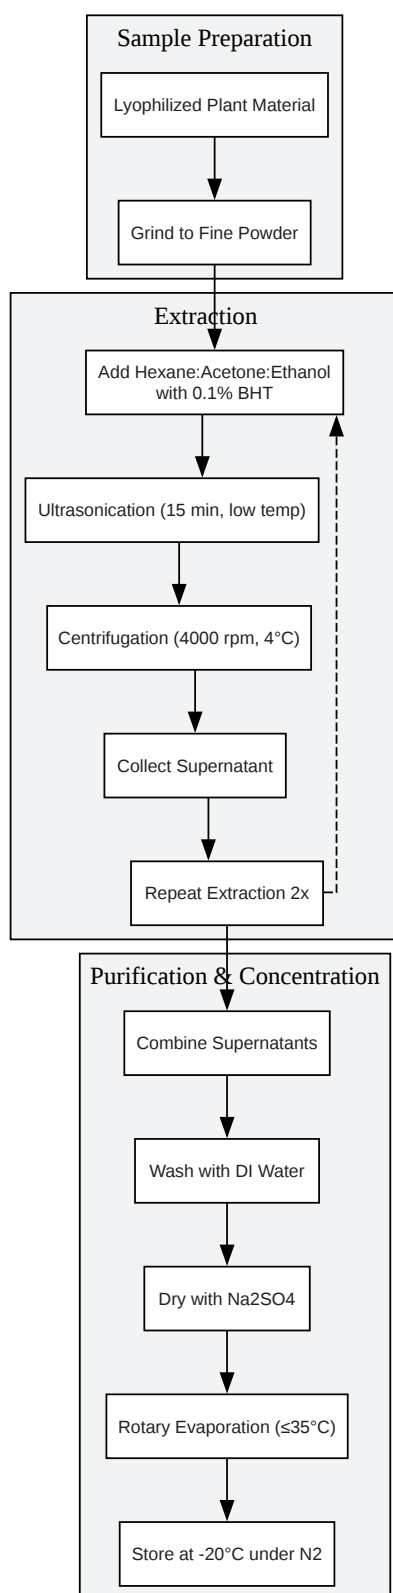 Sample Preparation
Lyophilized Plant Material
Grind to Fine Powder
Extraction
Add Hexane:Acetone:Ethanol
with 0.1% BHT
Ultrasonication (15 min, low temp)
Centrifugation (4000 rpm, 4°C)
Collect Supernatant
Repeat Extraction 2x
Purification & Concentration
Combine Supernatants
Wash with DI Water
Dry with Na2SO4
Rotary Evaporation (≤35°C)
Store at -20°C under N2